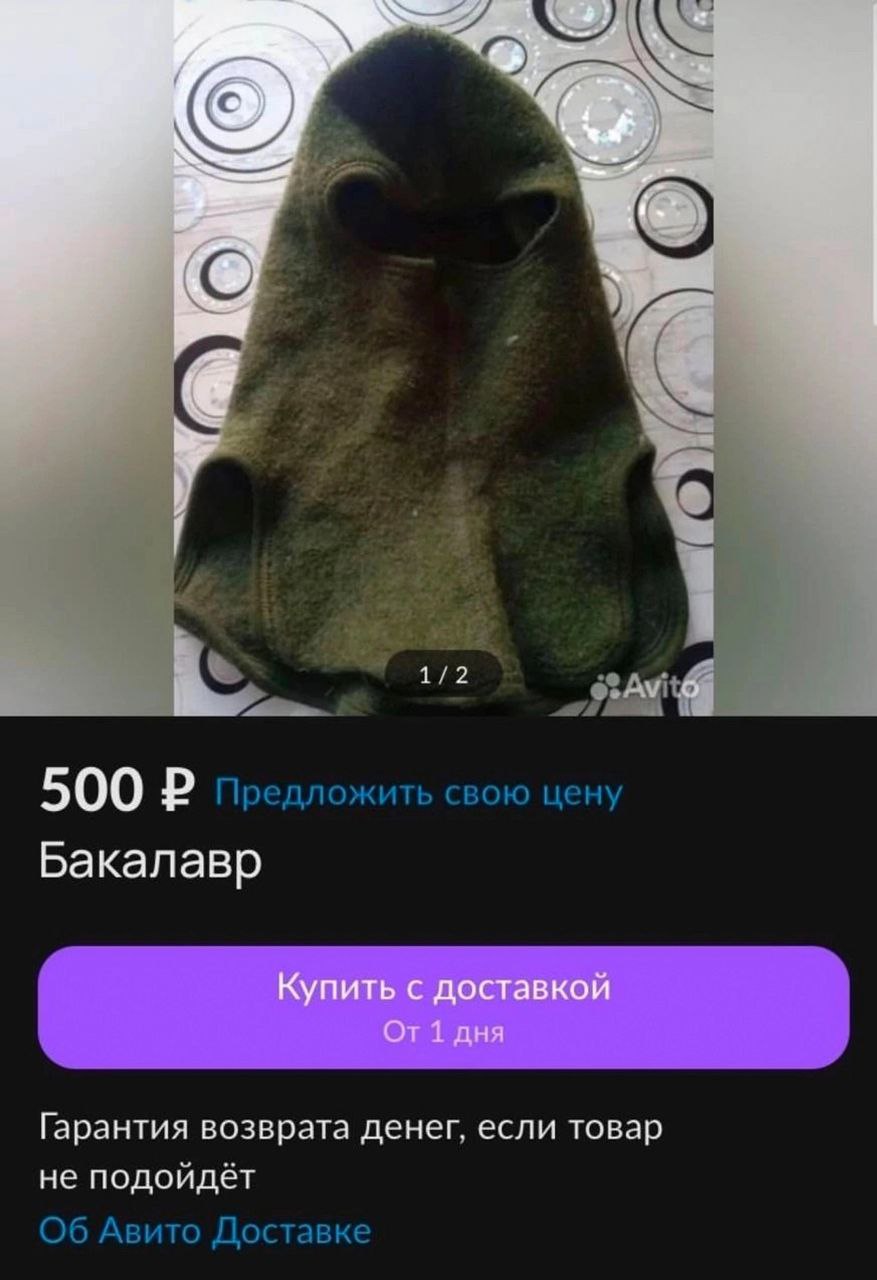 1 / 2
Avito
500 ₽ Предложить свою цену
Бакалавр
Купить с доставкой
От 1 дня
Гарантия возврата денег, если товар
не подойдёт
Об Авито Доставке